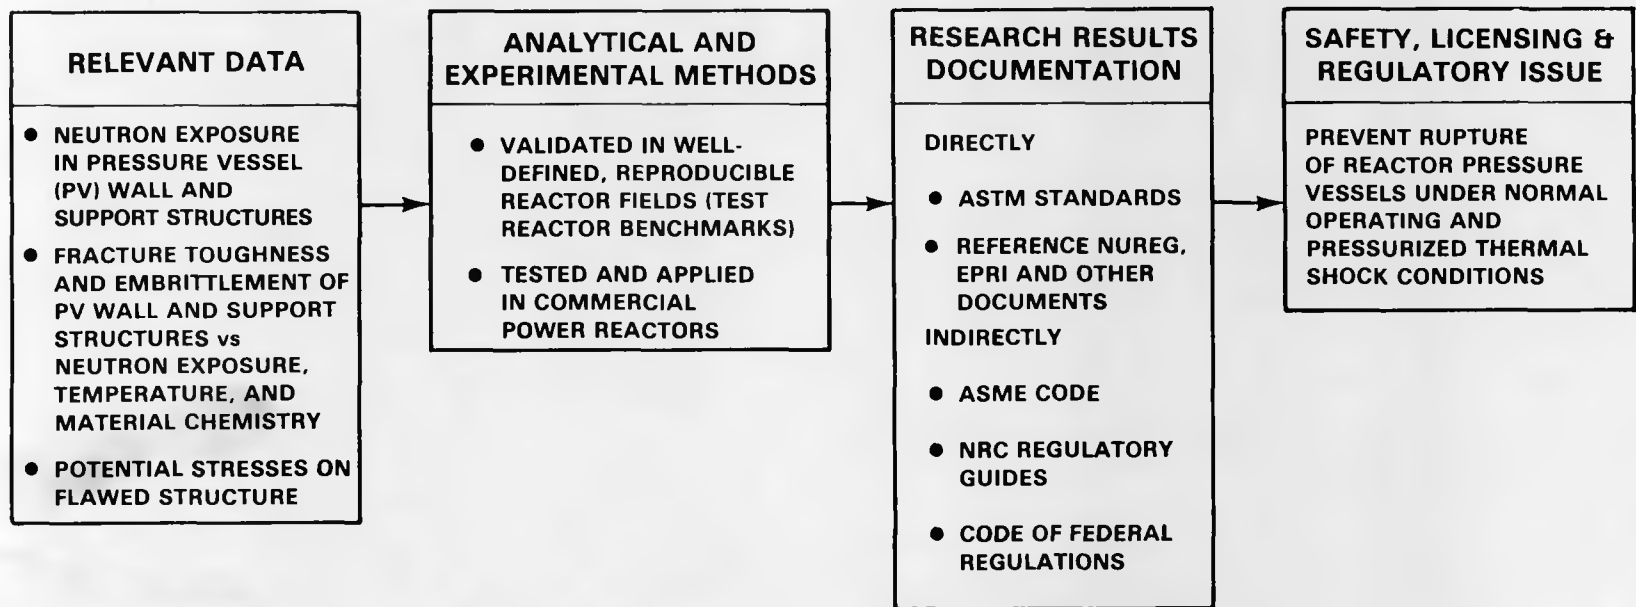 RELEVANT DATA
● NEUTRON EXPOSURE
IN PRESSURE VESSEL
(PV) WALL AND
SUPPORT STRUCTURES
● FRACTURE TOUGHNESS
AND EMBRITTLEMENT OF
PV WALL AND SUPPORT
STRUCTURES vs
NEUTRON EXPOSURE,
TEMPERATURE, AND
MATERIAL CHEMISTRY
● POTENTIAL STRESSES ON
FLAWED STRUCTURE
ANALYTICAL AND
EXPERIMENTAL METHODS
● VALIDATED IN WELL-
DEFINED, REPRODUCIBLE
REACTOR FIELDS (TEST
REACTOR BENCHMARKS)
● TESTED AND APPLIED
IN COMMERCIAL
POWER REACTORS
RESEARCH RESULTS
DOCUMENTATION
DIRECTLY
● ASTM STANDARDS
● REFERENCE NUREG,
EPRI AND OTHER
DOCUMENTS
INDIRECTLY
● ASME CODE
● NRC REGULATORY
GUIDES
● CODE OF FEDERAL
REGULATIONS
SAFETY, LICENSING &
REGULATORY ISSUE
PREVENT RUPTURE
OF REACTOR PRESSURE
VESSELS UNDER NORMAL
OPERATING AND
PRESSURIZED THERMAL
SHOCK CONDITIONS